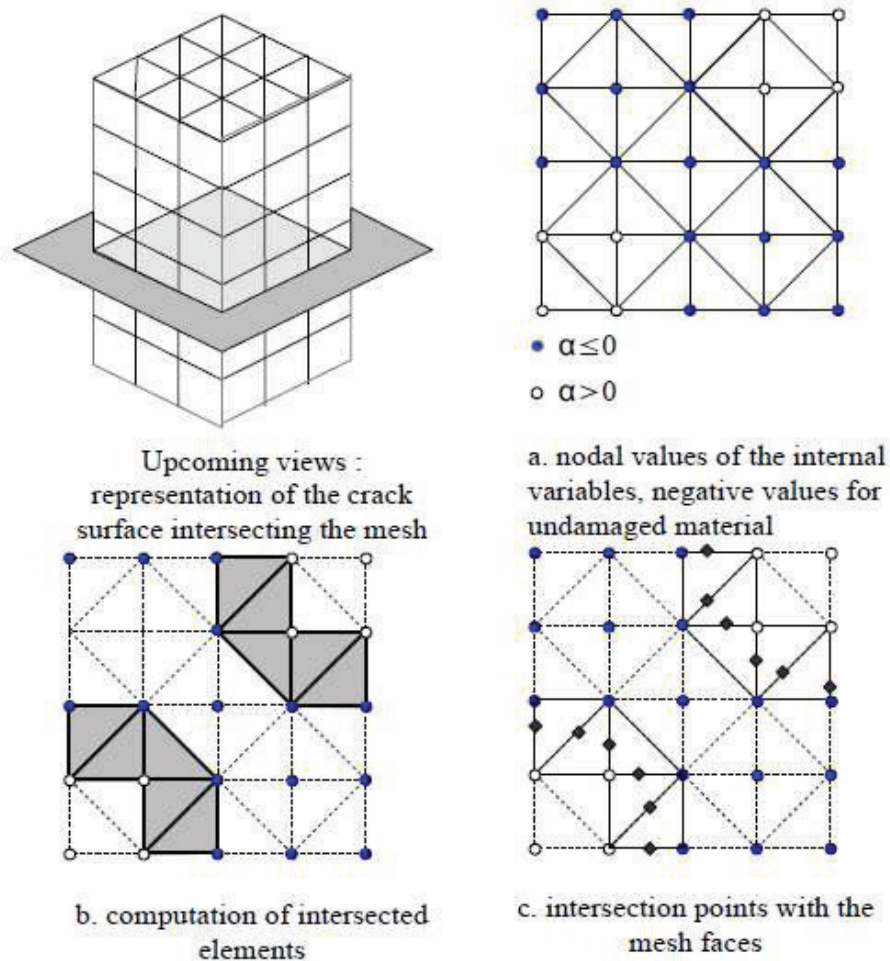 α≤0
α>0
Upcoming views :
representation of the crack
surface intersecting the mesh
a. nodal values of the internal
variables, negative values for
undamaged material
b. computation of intersected
elements
c. intersection points with the
mesh faces